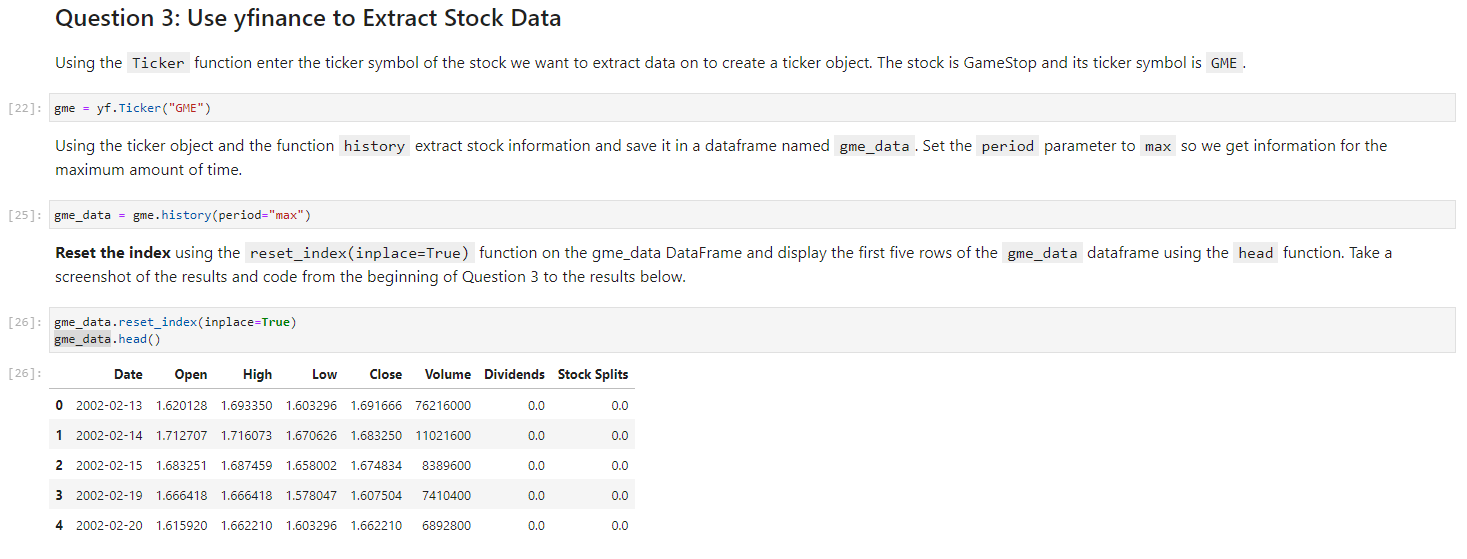 Question 3: Use yfinance to Extract Stock Data
Using the Ticker function enter the ticker symbol of the stock we want to extract data on to create a ticker object. The stock is GameStop and its ticker symbol is GME.
[22]: gme = yf.Ticker("GME")
Using the ticker object and the function history extract stock information and save it in a dataframe named gme_data. Set the period parameter to max so we get information for the
maximum amount of time.
[25]: gme_data = gme.history(period="max")
Reset the index using the reset_index(inplace=True) function on the gme_data DataFrame and display the first five rows of the gme_data dataframe using the head function. Take a
screenshot of the results and code from the beginning of Question 3 to the results below.
[26]: gme_data.reset_index(inplace=True)
gme_data.head()
[26]: Date Open High Low Close Volume Dividends Stock Splits
0 2002-02-13 1.620128 1.693350 1.603296 1.691666 76216000 0.0 0.0
1 2002-02-14 1.712707 1.716073 1.670626 1.683250 11021600 0.0 0.0
2 2002-02-15 1.683251 1.687459 1.658002 1.674834 8389600 0.0 0.0
3 2002-02-19 1.666418 1.666418 1.578047 1.607504 7410400 0.0 0.0
4 2002-02-20 1.615920 1.662210 1.603296 1.662210 6892800 0.0 0.0